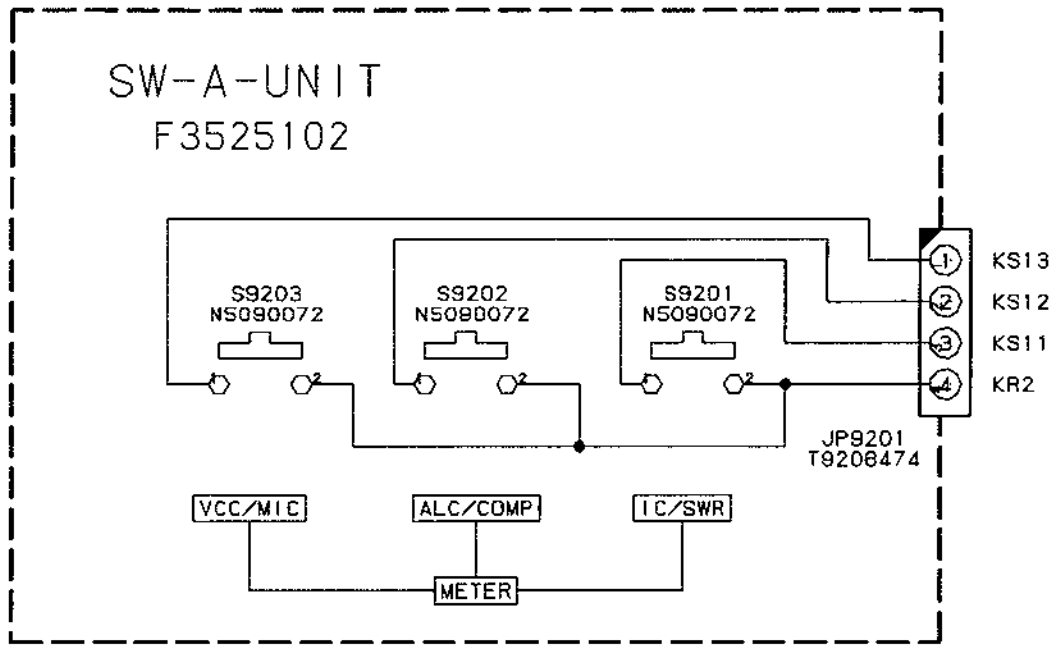 SW-A-UNIT
F3525102
S9203
N5090072
S9202
N5090072
S9201
N5090072
1 2
1 2
1 2
1 KS13
2 KS12
3 KS11
4 KR2
JP9201
T9206474
VCC/MIC
ALC/COMP
IC/SWR
METER